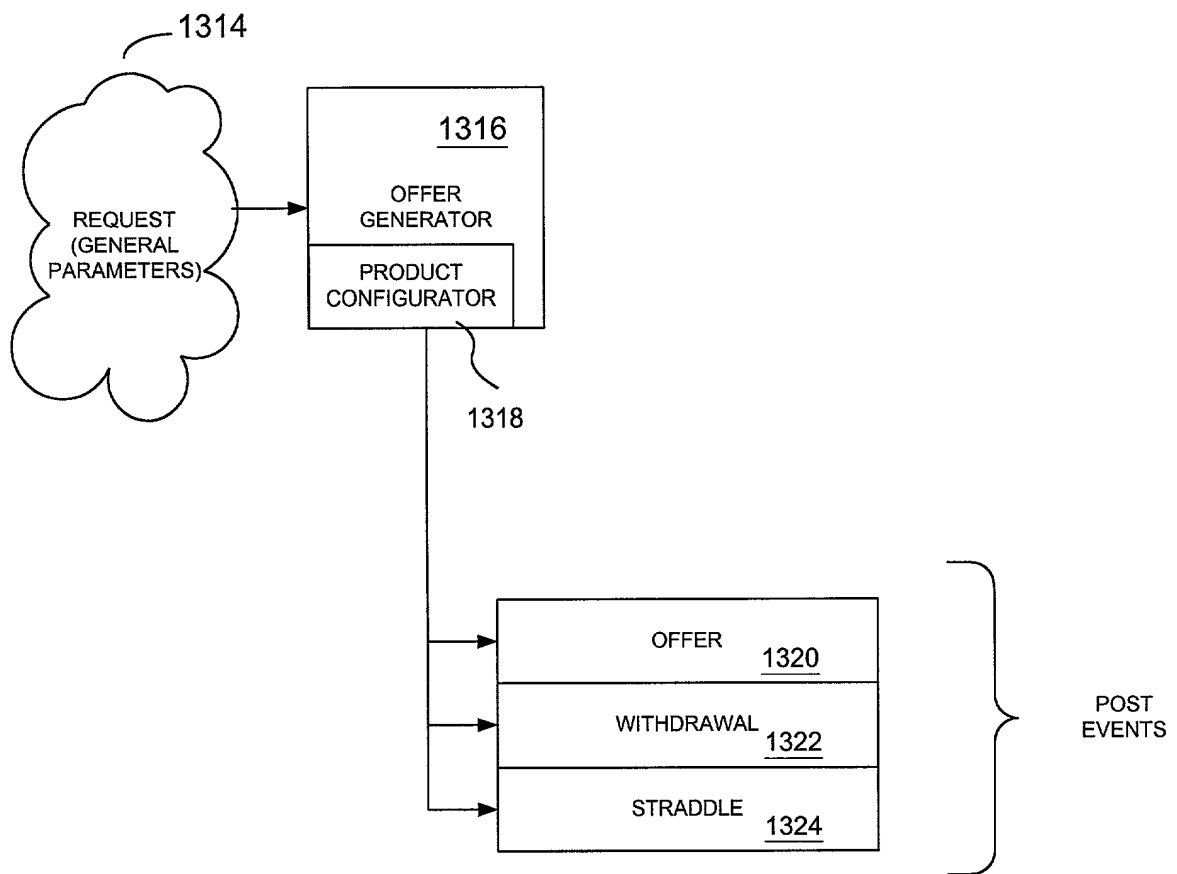 1314
REQUEST
(GENERAL
PARAMETERS)
1316
OFFER
GENERATOR
PRODUCT
CONFIGURATOR
1318
OFFER
1320
WITHDRAWAL
1322
STRADDLE
1324
POST
EVENTS